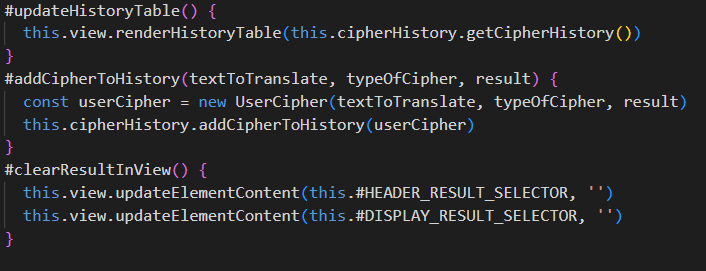 #updateHistoryTable() {
  this.view.renderHistoryTable(this.cipherHistory.getCipherHistory())
}
#addCipherToHistory(textToTranslate, typeOfCipher, result) {
  const userCipher = new UserCipher(textToTranslate, typeOfCipher, result)
  this.cipherHistory.addCipherToHistory(userCipher)
}
#clearResultInView() {
  this.view.updateElementContent(this.#HEADER_RESULT_SELECTOR, '')
  this.view.updateElementContent(this.#DISPLAY_RESULT_SELECTOR, '')
}